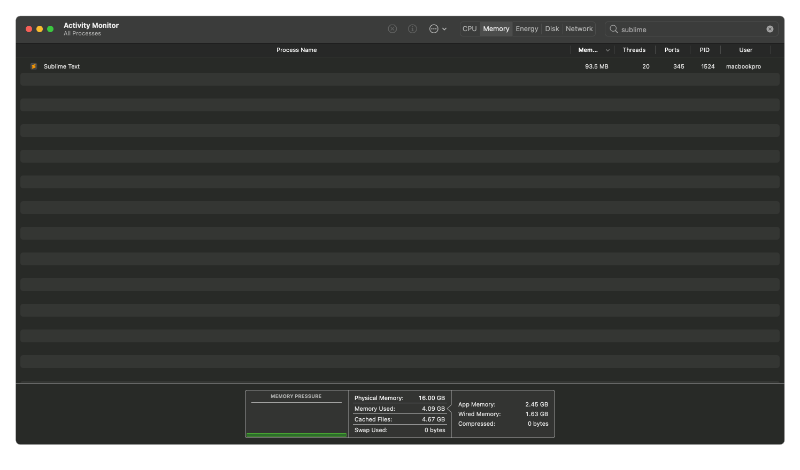 Activity Monitor
All Processes
CPU Memory Energy Disk Network
sublime
Process Name Mem... Threads Ports PID User
Sublime Text 93.5 MB 20 345 1524 macbookpro
MEMORY PRESSURE
Physical Memory: 16.00 GB
Memory Used: 4.09 GB
Cached Files: 4.67 GB
Swap Used: 0 bytes
App Memory: 2.45 GB
Wired Memory: 1.63 GB
Compressed: 0 bytes